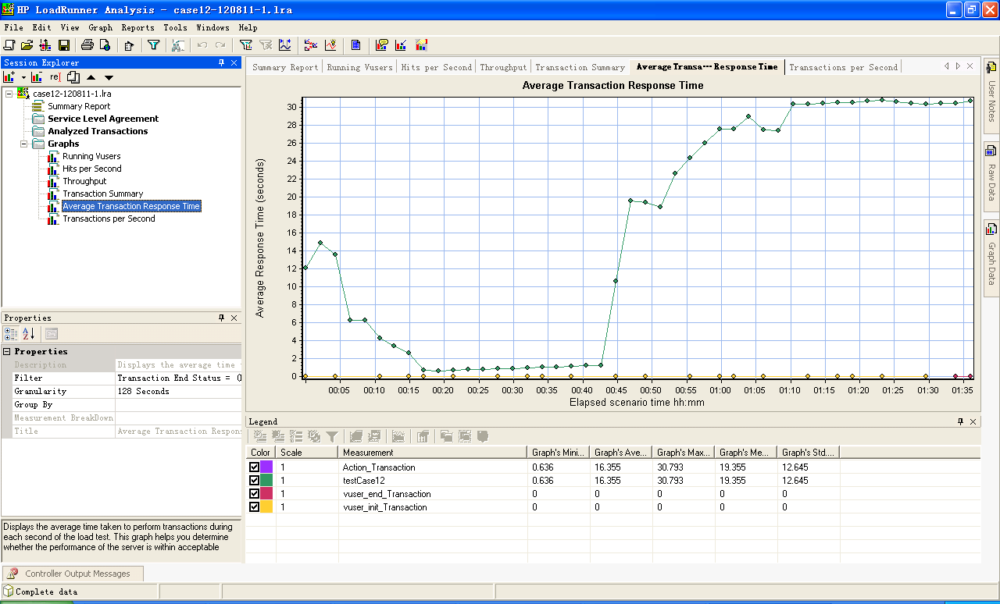 HP LoadRunner Analysis - case12-120811-1.lra
File Edit View Graph Reports Tools Windows Help
Session Explorer
re
case12-120811-1.lra
Summary Report
Service Level Agreement
Analyzed Transactions
Graphs
Running Vusers
Hits per Second
Throughput
Transaction Summary
Average Transaction Response Time
Transactions per Second
Properties
Properties
Description Displays the average time
Filter Transaction End Status = (
Granularity 128 Seconds
Group By
Measurement BreakDown
Title Average Transaction Respon
Displays the average time taken to perform transactions during
each second of the load test. This graph helps you determine
whether the performance of the server is within acceptable
Summary Report Running Vusers Hits per Second Throughput Transaction Summary Average Transa··· Response Time Transactions per Second
Average Transaction Response Time
Average Response Time (seconds)
30
28
26
24
22
20
18
16
14
12
10
8
6
4
2
0
00:05 00:10 00:15 00:20 00:25 00:30 00:35 00:40 00:45 00:50 00:55 01:00 01:05 01:10 01:15 01:20 01:25 01:30 01:35
Elapsed scenario time hh:mm
Legend
Color Scale Measurement Graph's Mini... Graph's Ave... Graph's Max... Graph's Me... Graph's Std....
1 Action_Transaction 0.636 16.355 30.793 19.355 12.645
1 testCase12 0.636 16.355 30.793 19.355 12.645
1 vuser_end_Transaction 0 0 0 0 0
1 vuser_init_Transaction 0 0 0 0 0
User Notes
Raw Data
Graph Data
Controller Output Messages
Complete data